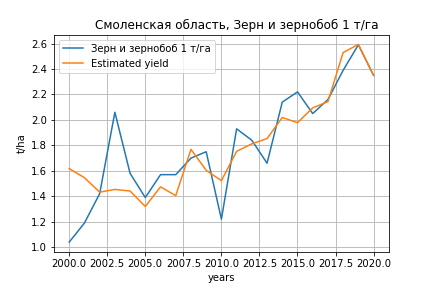 Смоленская область, Зерн и зернобоб 1 т/га
Зерн и зернобоб 1 т/га
Estimated yield
t/ha
2.6
2.4
2.2
2.0
1.8
1.6
1.4
1.2
1.0
2000.0 2002.5 2005.0 2007.5 2010.0 2012.5 2015.0 2017.5 2020.0
years